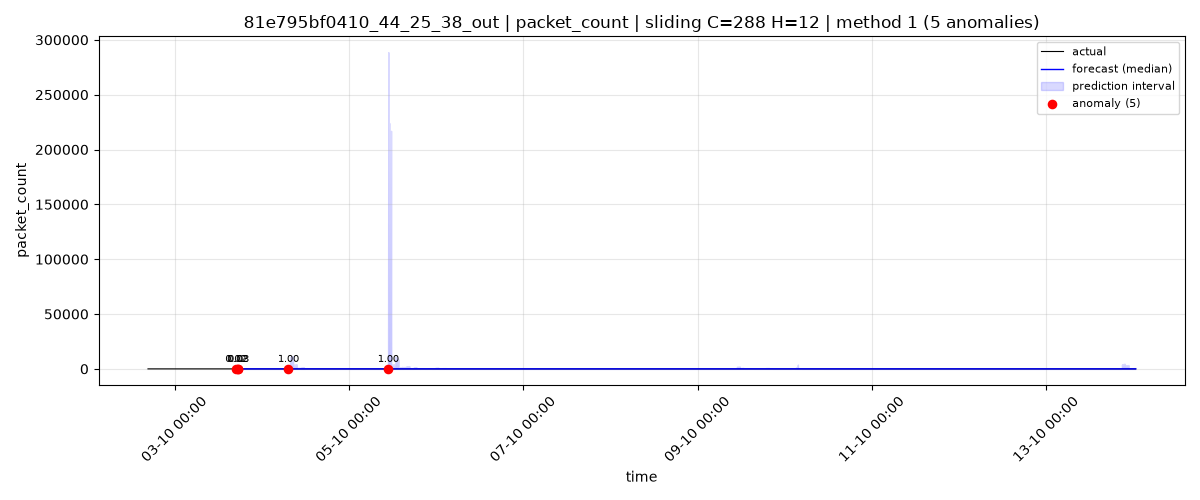 81e795bf0410_44_25_38_out | packet_count | sliding C=288 H=12 | method 1 (5 anomalies)
actual
forecast (median)
prediction interval
anomaly (5)
packet_count
300000
250000
200000
150000
100000
50000
0
1.00
1.00
03-10 00:00
05-10 00:00
07-10 00:00
09-10 00:00
11-10 00:00
13-10 00:00
time